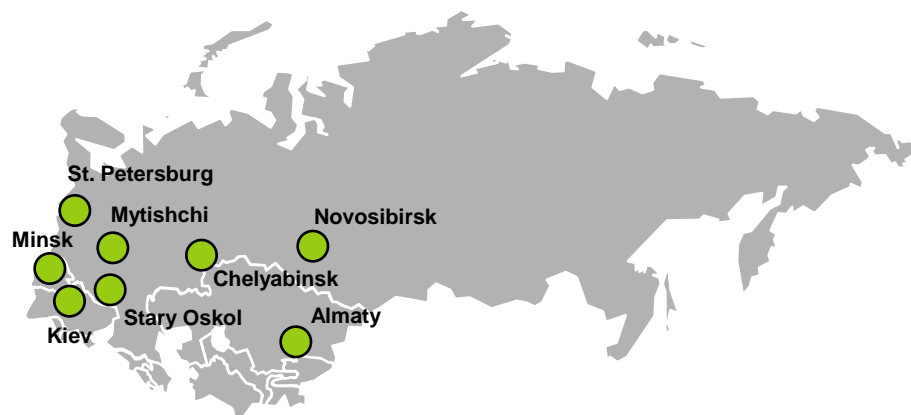 St. Petersburg
Mytishchi
Novosibirsk
Minsk
Chelyabinsk
Stary Oskol
Almaty
Kiev